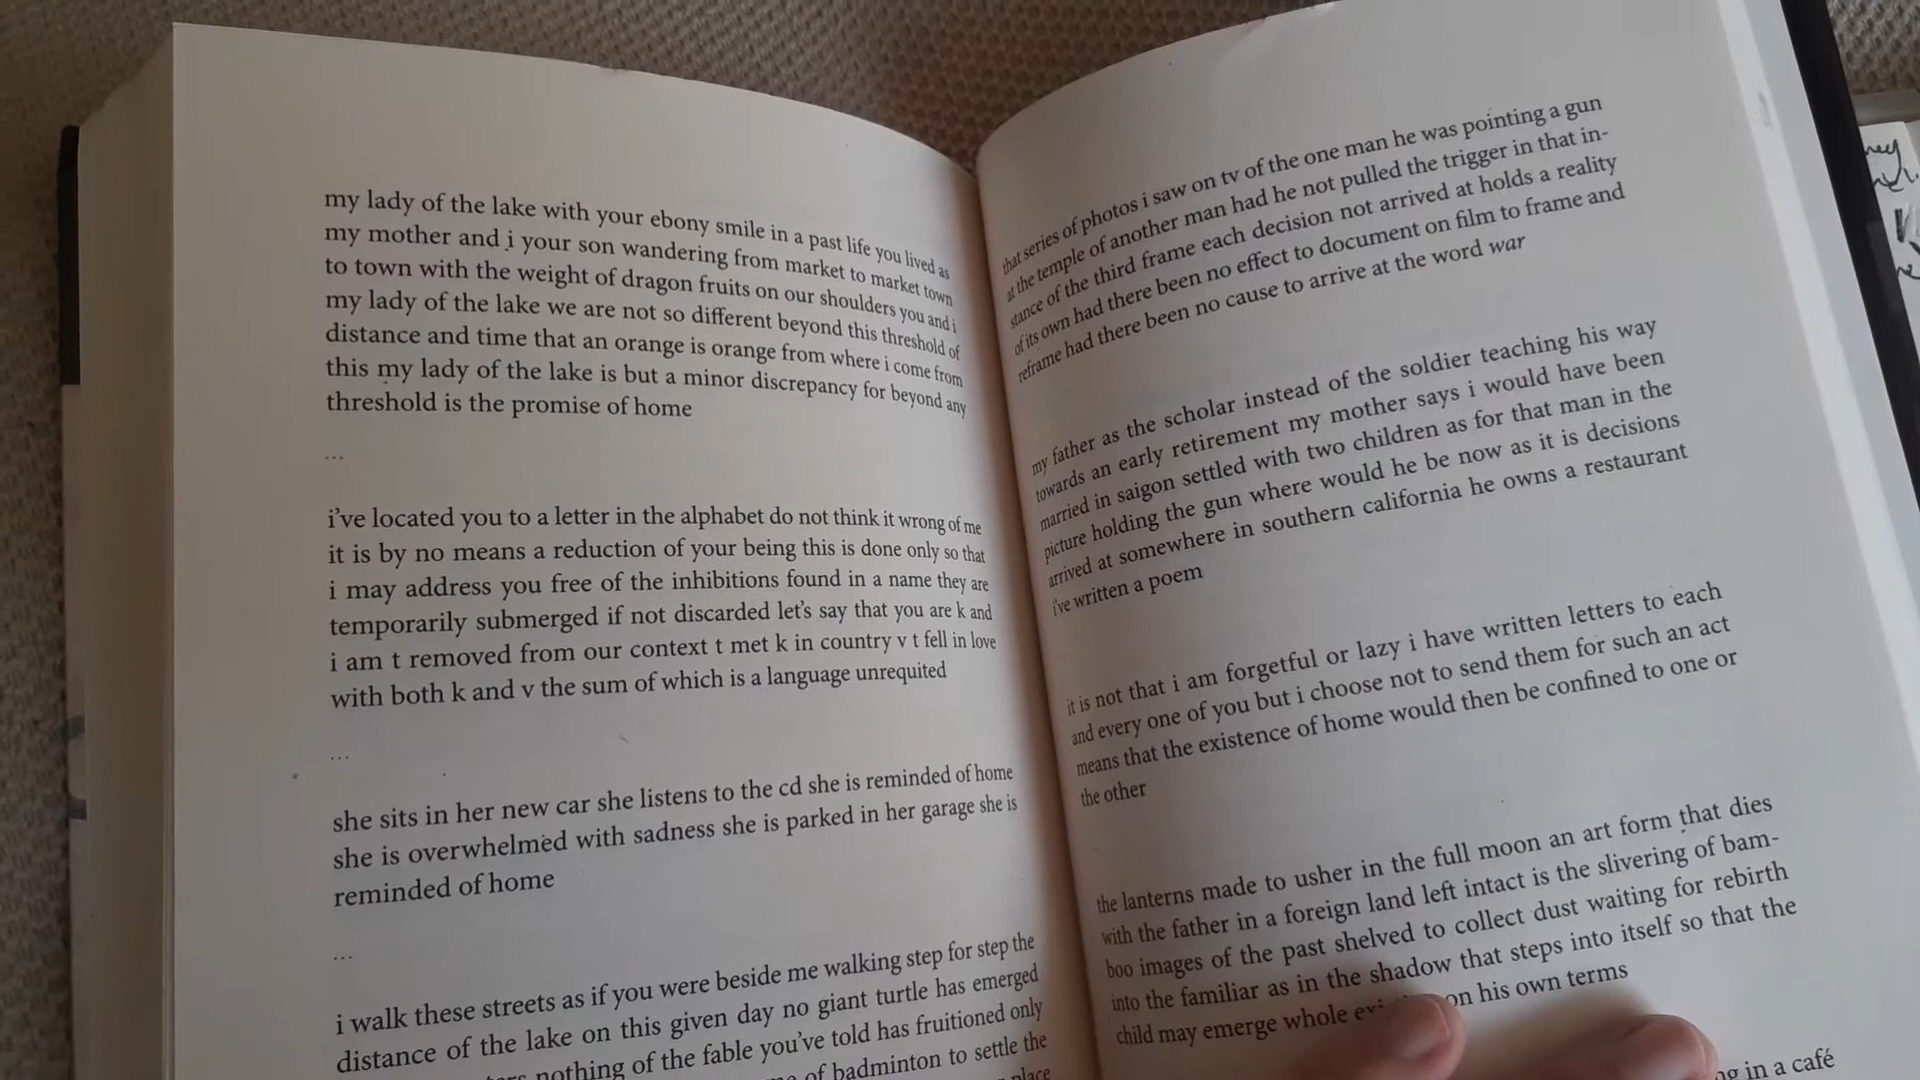 my lady of the lake with your ebony smile in a past life you lived as
my mother and i your son wandering from market to market town
to town with the weight of dragon fruits on our shoulders you and i
my lady of the lake we are not so different beyond this threshold of
distance and time that an orange is orange from where i come from
this my lady of the lake is but a minor discrepancy for beyond any
threshold is the promise of home
...
i've located you to a letter in the alphabet do not think it wrong of me
it is by no means a reduction of your being this is done only so that
i may address you free of the inhibitions found in a name they are
temporarily submerged if not discarded let's say that you are k and
i am t removed from our context t met k in country v t fell in love
with both k and v the sum of which is a language unrequited
...
she sits in her new car she listens to the cd she is reminded of home
she is overwhelmed with sadness she is parked in her garage she is
reminded of home
...
i walk these streets as if you were beside me walking step for step the
distance of the lake on this given day no giant turtle has emerged
nothing of the fable you've told has fruitioned only
of badminton to settle the
place
that series of photos i saw on tv of the one man he was pointing a gun
at the temple of another man had he not pulled the trigger in that in-
stance of the third frame each decision not arrived at holds a reality
of its own had there been no effect to document on film to frame and
reframe had there been no cause to arrive at the word war
my father as the scholar instead of the soldier teaching his way
towards an early retirement my mother says i would have been
married in saigon settled with two children as for that man in the
picture holding the gun where would he be now as it is decisions
arrived at somewhere in southern california he owns a restaurant
i've written a poem
it is not that i am forgetful or lazy i have written letters to each
and every one of you but i choose not to send them for such an act
means that the existence of home would then be confined to one or
the other
the lanterns made to usher in the full moon an art form that dies
with the father in a foreign land left intact is the slivering of bam-
boo images of the past shelved to collect dust waiting for rebirth
into the familiar as in the shadow that steps into itself so that the
child may emerge whole on his own terms
in a café